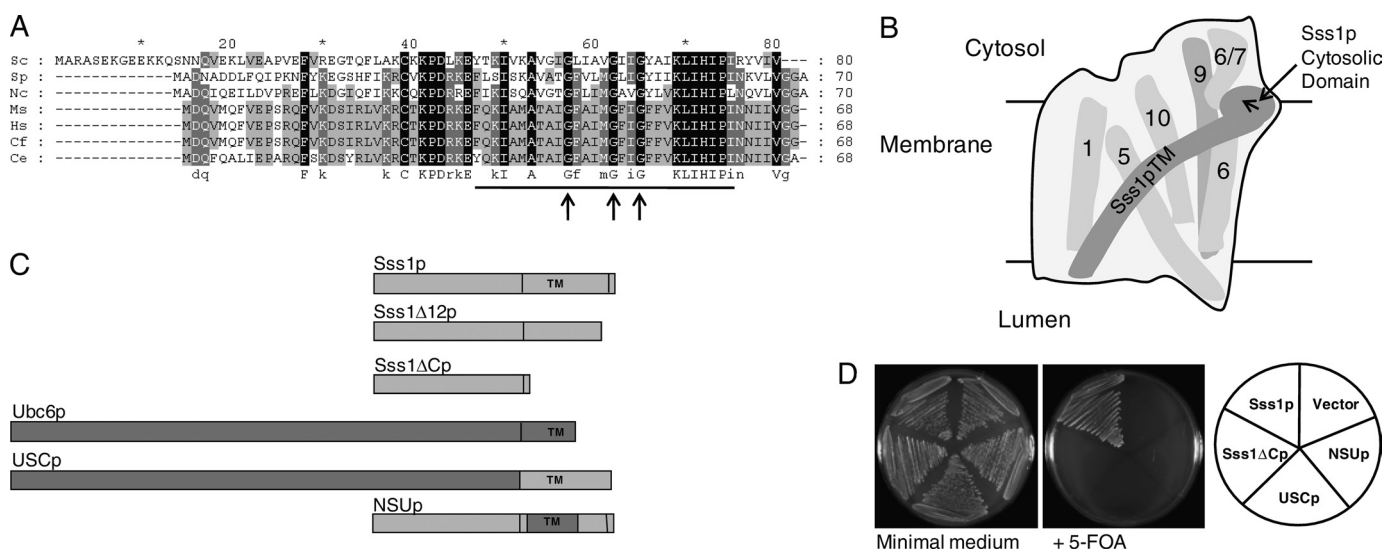 A
* 20 * 40 * 60 * 80
Sc : MARASEKGEEKKQSNNQVEKLVEAPVEFVREGTQFLAKCKKPDLKEYTKIVKAVGIGLIAVGIIGYAIKLIHIPIRYVIV--- : 80
Sp : -------------MADNADDLFQIPKNFYKEGSHFIKRCVKPDRKEFLSISKAVATGFVLMGLIGYIIKLIHIPINKVLVGGA : 70
Nc : -------------MADQIQEILDVPREFLKDGIQFIKKCQKPDRREFIKISQAVGTGFLIMGAVGYLVKLIHIPLNQVLVGGA : 70
Ms : --------------MDQVMQFVEPSRQFVKDSIRLVKRCTKPDRKEFQKIAMATAIGFAIMGFIGFFVKLIHIPINNIIVGG- : 68
Hs : --------------MDQVMQFVEPSRQFVKDSIRLVKRCTKPDRKEFQKIAMATAIGFAIMGFIGFFVKLIHIPINNIIVGG- : 68
Cf : --------------MDQVMQFVEPSRQFVKDSIRLVKRCTKPDRKEFQKIAMATAIGFAIMGFIGFFVKLIHIPINNIIVGG- : 68
Ce : --------------MDQFQALIEPARQFSKDSYRLVKRCTKPDRKEYQKIAMATAIGFAIMGFIGFFVKLIHIPINNIIVGA- : 68
dq F k k C KPDrkE kI A Gf mG iG KLIHIPin Vg
B
Cytosol
Membrane
Lumen
Sss1p
Cytosolic
Domain
1
5
10
9
6/7
6
Sss1pTM
C
Sss1p
TM
Sss1Δ12p
Sss1ΔCp
Ubc6p
TM
USCp
TM
NSUp
TM
D
Minimal medium
+ 5-FOA
Sss1p
Vector
Sss1ΔCp
NSUp
USCp